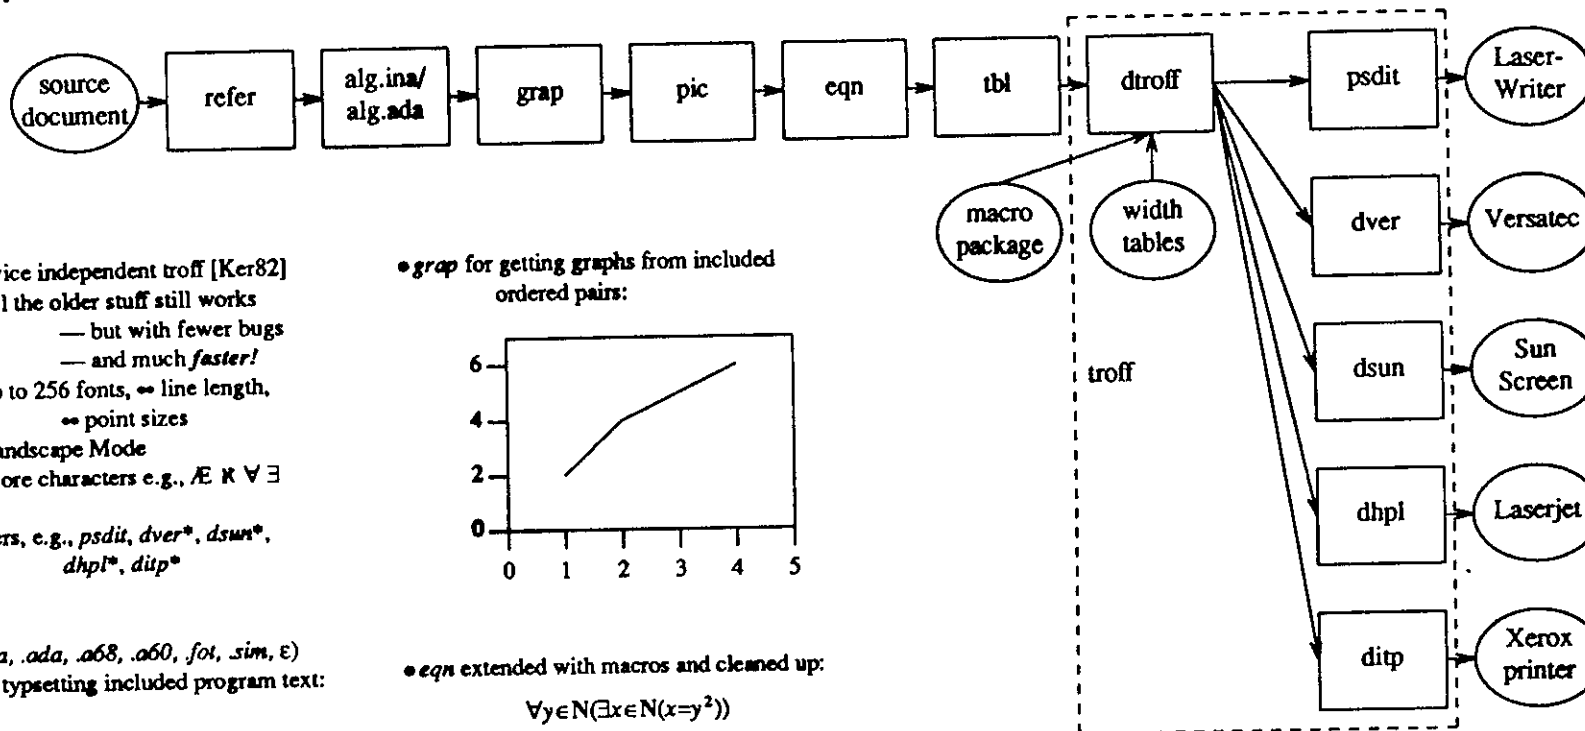 source
document
refer
alg.ina/
alg.ada
grap
pic
eqn
tbl
dtroff
psdit
Laser-
Writer
macro
package
width
tables
dver
Versatec
troff
dsun
Sun
Screen
dhpl
Laserjet
ditp
Xerox
printer
vice independent troff [Ker82]
l the older stuff still works
— but with fewer bugs
— and much faster!
to 256 fonts, ∞ line length,
∞ point sizes
andscape Mode
ore characters e.g., Æ ℵ ∀ ∃
ers, e.g., psdit, dver*, dsun*,
dhpl*, ditp*
a, .ada, .a68, .a60, .fot, .sim, ε)
typsetting included program text:
• grap for getting graphs from included
ordered pairs:
6
4
2
0
0 1 2 3 4 5
• eqn extended with macros and cleaned up:
∀y∈N(∃x∈N(x=y²))